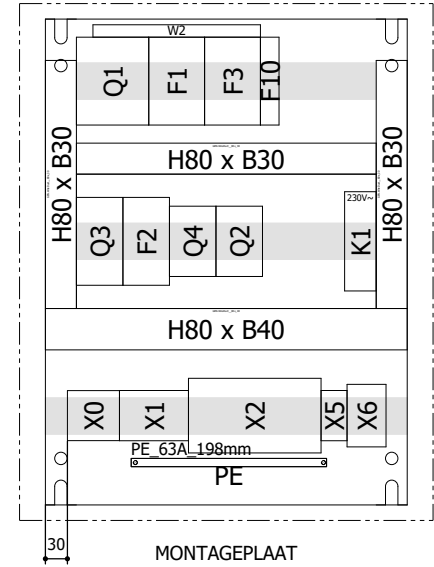 W2
Q1
F1
F3
F10
H80 x B30
H80 x B30
H80 x B30
Q3
F2
Q4
Q2
230V~
K1
H80 x B40
X0
X1
X2
X5
X6
PE_63A_198mm
PE
30
MONTAGEPLAAT